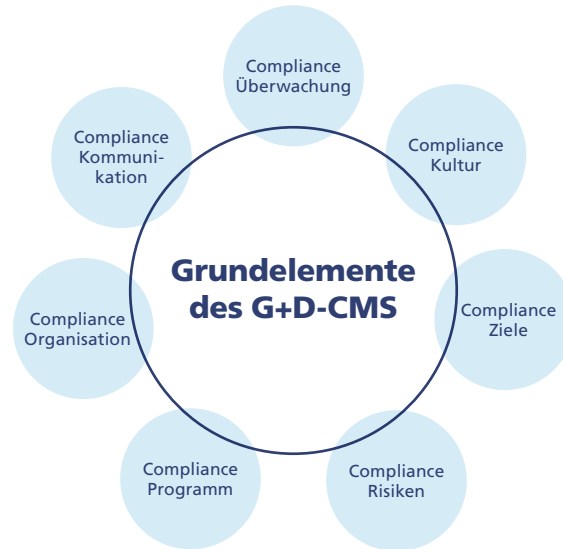 Compliance
Überwachung
Compliance
Kultur
Compliance
Ziele
Compliance
Risiken
Compliance
Programm
Compliance
Organisation
Compliance
Kommuni-
kation
Grundelemente
des G+D-CMS